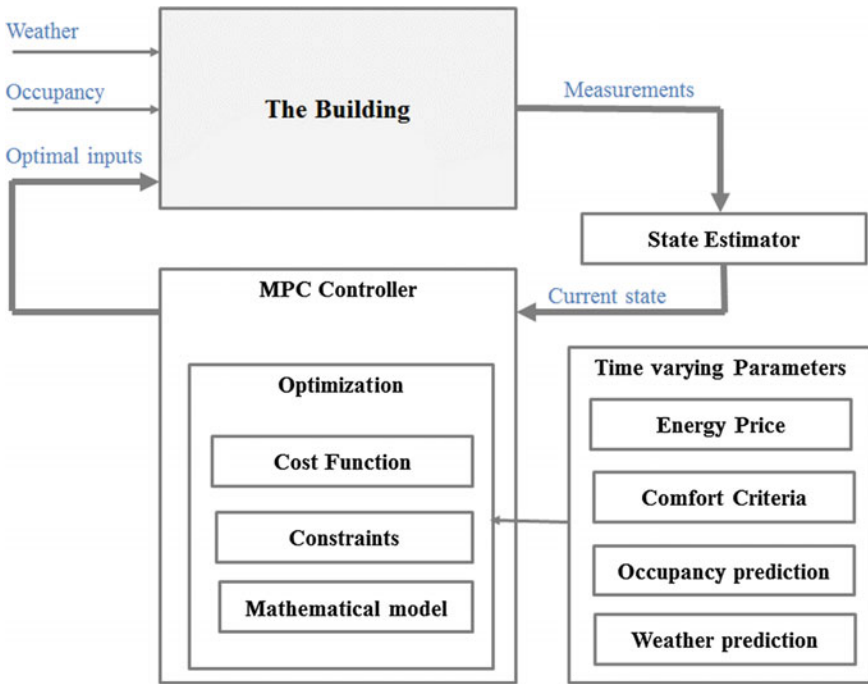 Weather
Occupancy
Optimal inputs
The Building
Measurements
State Estimator
Current state
MPC Controller
Optimization
Cost Function
Constraints
Mathematical model
Time varying Parameters
Energy Price
Comfort Criteria
Occupancy prediction
Weather prediction